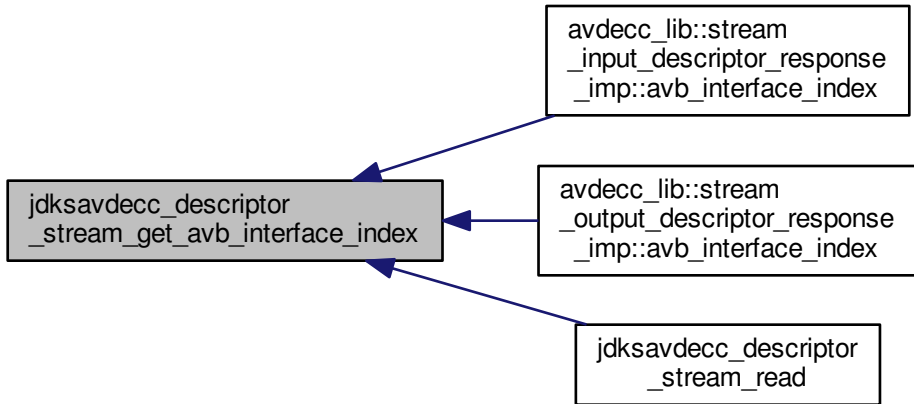 avdecc_lib::stream
_input_descriptor_response
_imp::avb_interface_index
jdksavdecc_descriptor
_stream_get_avb_interface_index
avdecc_lib::stream
_output_descriptor_response
_imp::avb_interface_index
jdksavdecc_descriptor
_stream_read